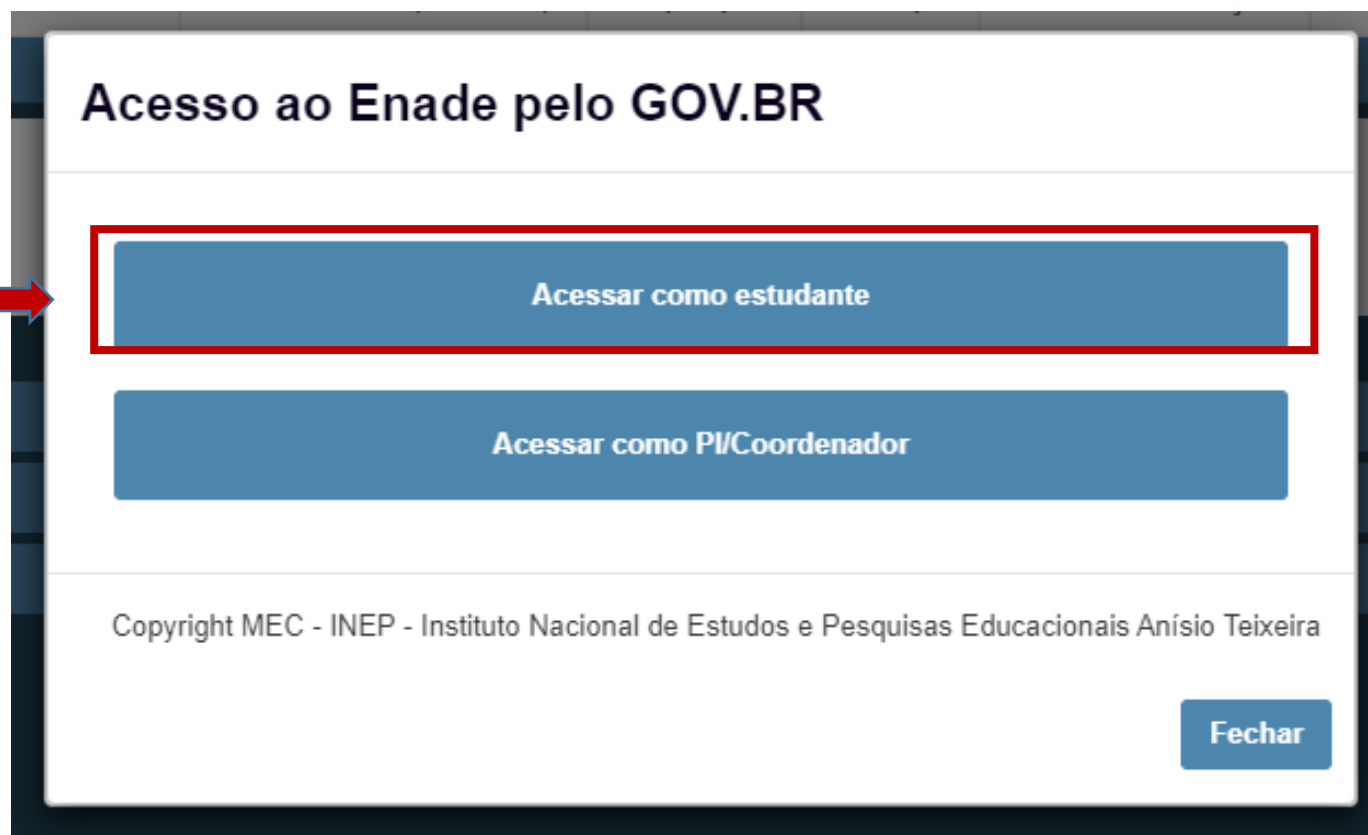 Acesso ao Enade pelo GOV.BR
Acessar como estudante
Acessar como PI/Coordenador
Copyright MEC - INEP - Instituto Nacional de Estudos e Pesquisas Educacionais Anísio Teixeira
Fechar